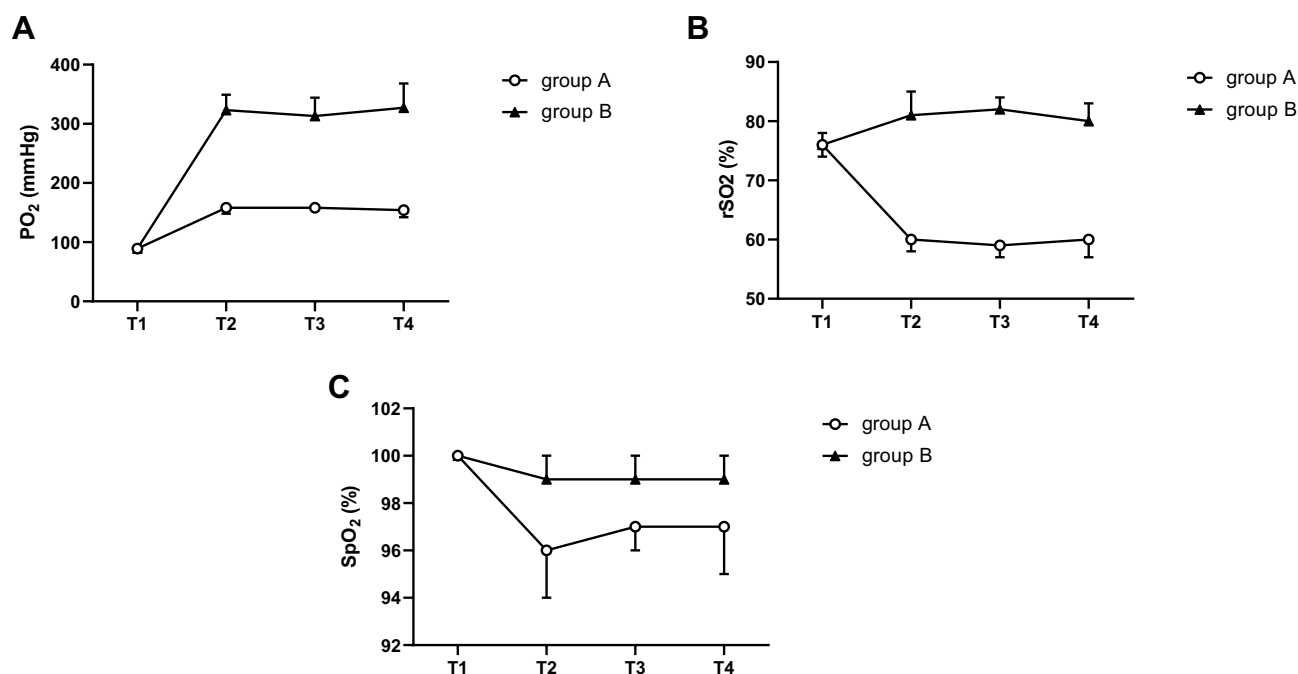 A
PO₂ (mmHg)
400
300
200
100
0
T1 T2 T3 T4
group A
group B
B
rSO2 (%)
90
80
70
60
50
T1 T2 T3 T4
group A
group B
C
SpO₂ (%)
102
100
98
96
94
92
T1 T2 T3 T4
group A
group B